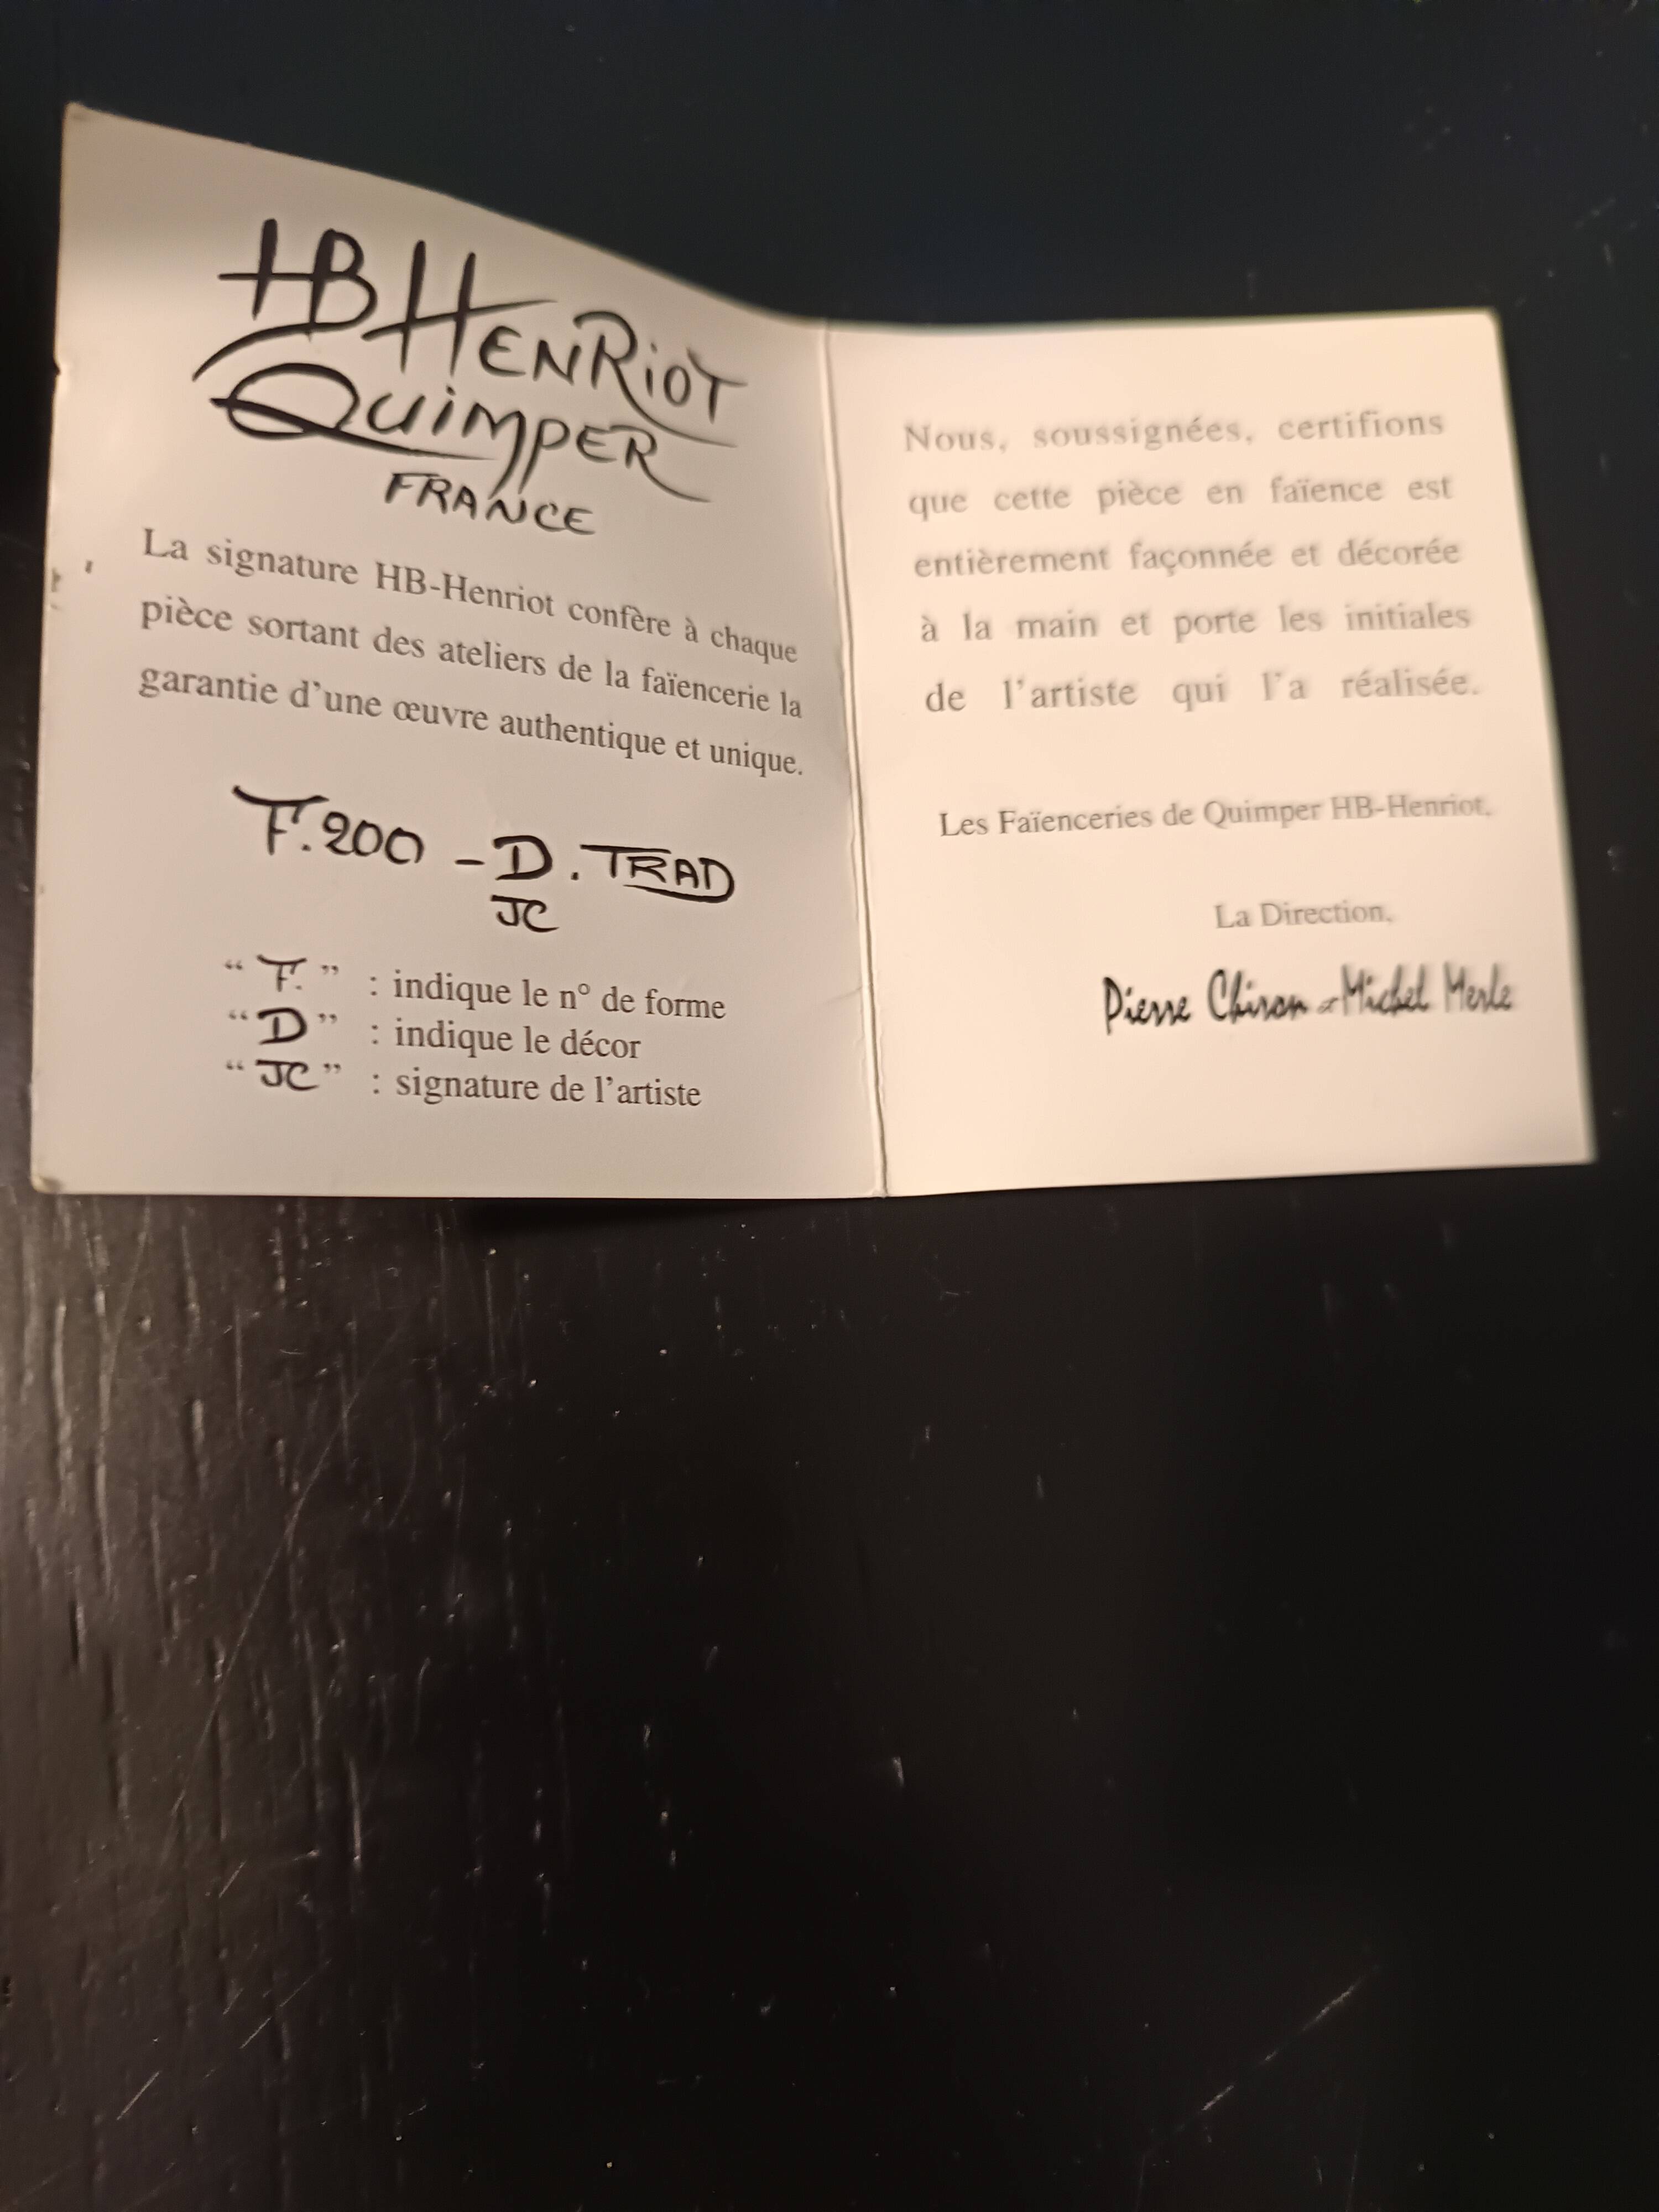 HB HENRiOT
QUiMPER
FRANCE
La signature HB-Henriot confère à chaque
pièce sortant des ateliers de la faïencerie la
garantie d'une œuvre authentique et unique.
F.200 - D. TRAD
JC
“F.” : indique le n° de forme
“D” : indique le décor
“JC” : signature de l'artiste
Nous, soussignées, certifions
que cette pièce en faïence est
entièrement façonnée et décorée
à la main et porte les initiales
de l'artiste qui l'a réalisée.
Les Faïenceries de Quimper HB-Henriot.
La Direction.
Pierre Chiron - Michel Merle